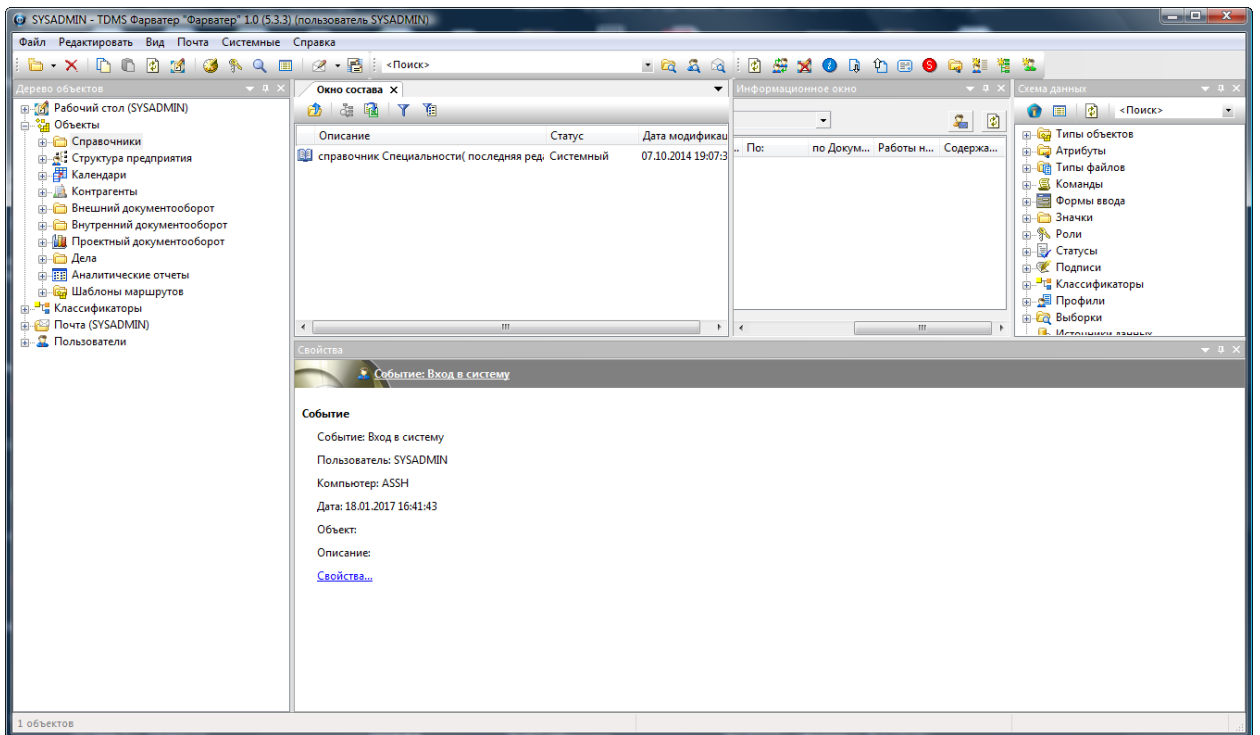 SYSADMIN - TDMS Фарватер "Фарватер" 1.0 (5.3.3) (пользователь SYSADMIN)
Файл Редактировать Вид Почта Системные Справка
<Поиск>
Дерево объектов
Рабочий стол (SYSADMIN)
Объекты
Справочники
Структура предприятия
Календари
Контрагенты
Внешний документооборот
Внутренний документооборот
Проектный документооборот
Дела
Аналитические отчеты
Шаблоны маршрутов
Классификаторы
Почта (SYSADMIN)
Пользователи
Окно состава
Описание Статус Дата модификац
справочник Специальности( последняя реда Системный 07.10.2014 19:07:3
Информационное окно
.. По: по Докум... Работы н... Содержа...
Схема данных
<Поиск>
Типы объектов
Атрибуты
Типы файлов
Команды
Формы ввода
Значки
Роли
Статусы
Подписи
Классификаторы
Профили
Выборки
Источники данных
Свойства
Событие: Вход в систему
Событие
Событие: Вход в систему
Пользователь: SYSADMIN
Компьютер: ASSH
Дата: 18.01.2017 16:41:43
Объект:
Описание:
Свойства...
1 объектов